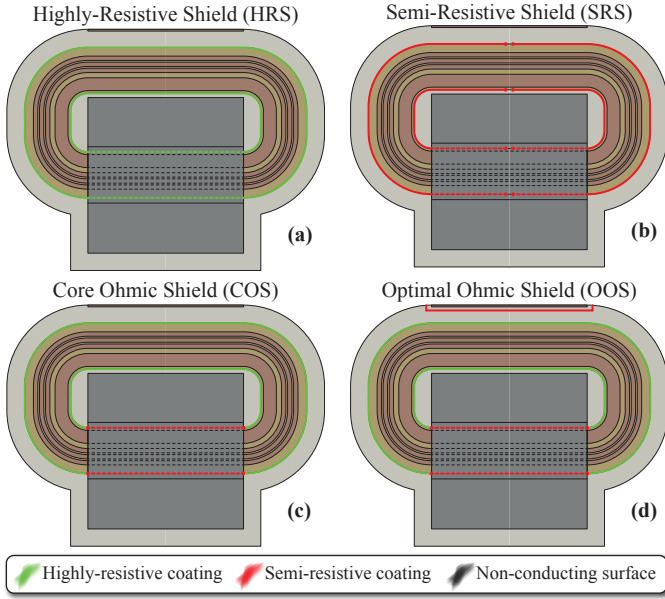 Highly-Resistive Shield (HRS)
Semi-Resistive Shield (SRS)
(a)
(b)
Core Ohmic Shield (COS)
Optimal Ohmic Shield (OOS)
(c)
(d)
Highly-resistive coating
Semi-resistive coating
Non-conducting surface